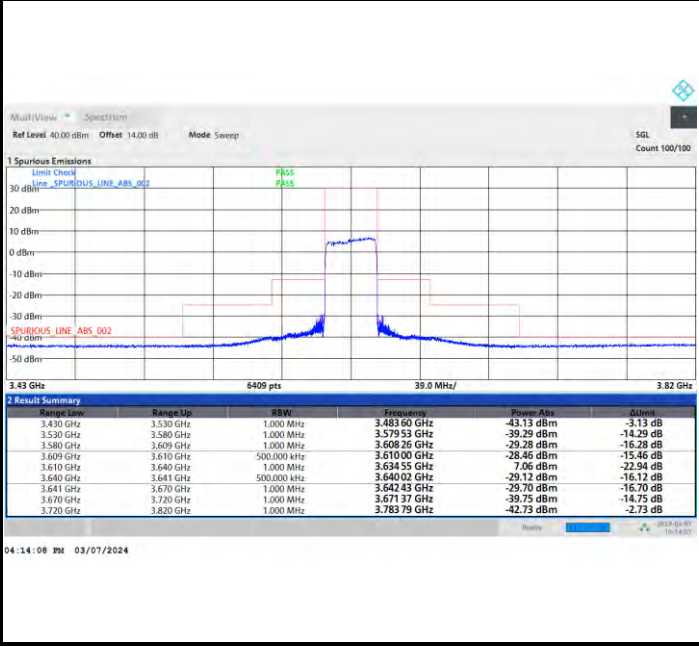 MultiView Spectrum
Ref Level 40.00 dBm Offset 14.00 dB Mode Sweep SGL
Count 100/100
1 Spurious Emissions
Limit Check PASS
Line _SPURIOUS_LINE_ABS_002 PASS
30 dBm
20 dBm
10 dBm
0 dBm
-10 dBm
-20 dBm
-30 dBm
SPURIOUS_LINE_ABS_002
-40 dBm
-50 dBm
3.43 GHz 6409 pts 39.0 MHz/ 3.82 GHz
2 Result Summary
Range Low Range Up RBW Frequency Power Abs ΔLimit
3.430 GHz 3.530 GHz 1.000 MHz 3.483 60 GHz -43.13 dBm -3.13 dB
3.530 GHz 3.580 GHz 1.000 MHz 3.579 53 GHz -39.29 dBm -14.29 dB
3.580 GHz 3.609 GHz 1.000 MHz 3.608 26 GHz -29.28 dBm -16.28 dB
3.609 GHz 3.610 GHz 500.000 kHz 3.610 00 GHz -28.46 dBm -15.46 dB
3.610 GHz 3.640 GHz 1.000 MHz 3.634 55 GHz 7.06 dBm -22.94 dB
3.640 GHz 3.641 GHz 500.000 kHz 3.640 02 GHz -29.12 dBm -16.12 dB
3.641 GHz 3.670 GHz 1.000 MHz 3.642 43 GHz -29.70 dBm -16.70 dB
3.670 GHz 3.720 GHz 1.000 MHz 3.671 37 GHz -39.75 dBm -14.75 dB
3.720 GHz 3.820 GHz 1.000 MHz 3.783 79 GHz -42.73 dBm -2.73 dB
Ready
04:14:08 PM 03/07/2024